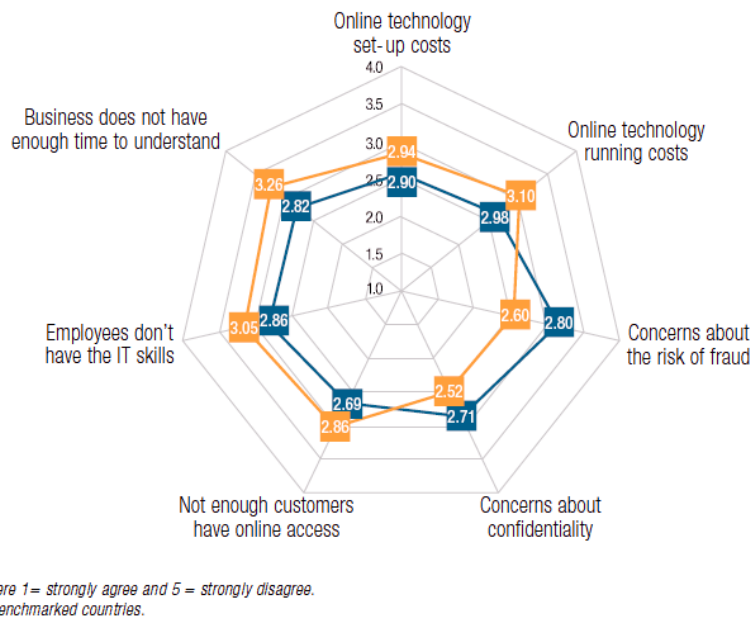 Online technology
set-up costs
4.0
3.5
3.0
2.5
2.0
1.5
1.0
2.94
2.90
Online technology
running costs
3.10
2.98
Concerns about
the risk of fraud
2.60
2.80
Concerns about
confidentiality
2.52
2.71
Not enough customers
have online access
2.69
2.86
Employees don't
have the IT skills
3.05
2.86
Business does not have
enough time to understand
3.26
2.82
1= strongly agree and 5 = strongly disagree.
countries.